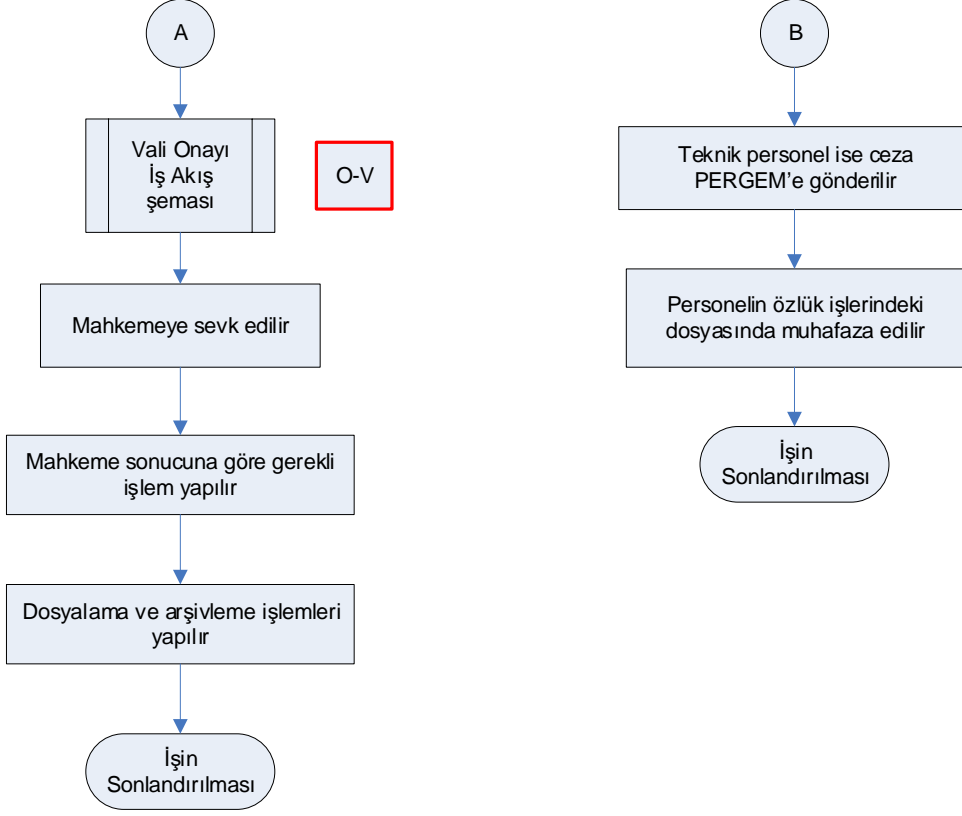 A
Vali Onayı
İş Akış
şeması
O-V
Mahkemeye sevk edilir
Mahkeme sonucuna göre gerekli
işlem yapılır
Dosyalama ve arşivleme işlemleri
yapılır
İşin
Sonlandırılması
B
Teknik personel ise ceza
PERGEM’e gönderilir
Personelin özlük işlerindeki
dosyasında muhafaza edilir
İşin
Sonlandırılması